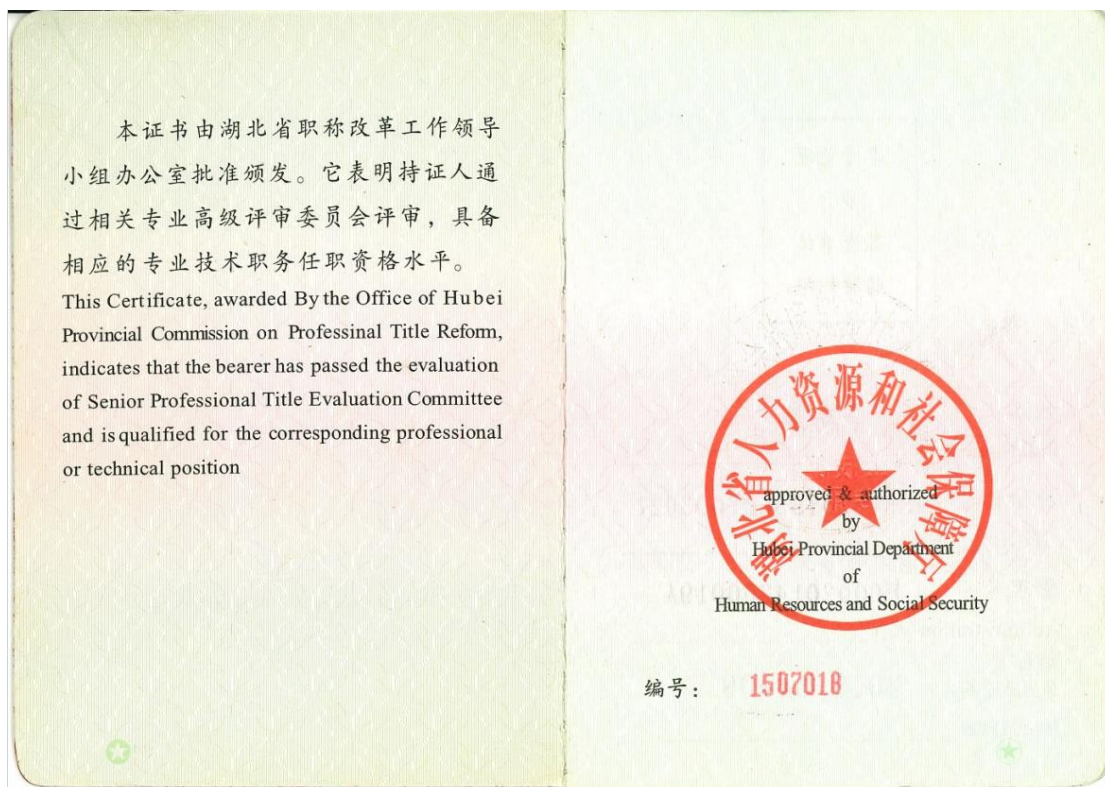 本证书由湖北省职称改革工作领导
小组办公室批准颁发。它表明持证人通
过相关专业高级评审委员会评审，具备
相应的专业技术职务任职资格水平。
This Certificate, awarded By the Office of Hubei
Provincial Commission on Professinal Title Reform,
indicates that the bearer has passed the evaluation
of Senior Professional Title Evaluation Committee
and is qualified for the corresponding professional
or technical position
湖北省人力资源和社会保障厅
approved & authorized
by
Hubei Provincial Department
of
Human Resources and Social Security
编号： 1507018